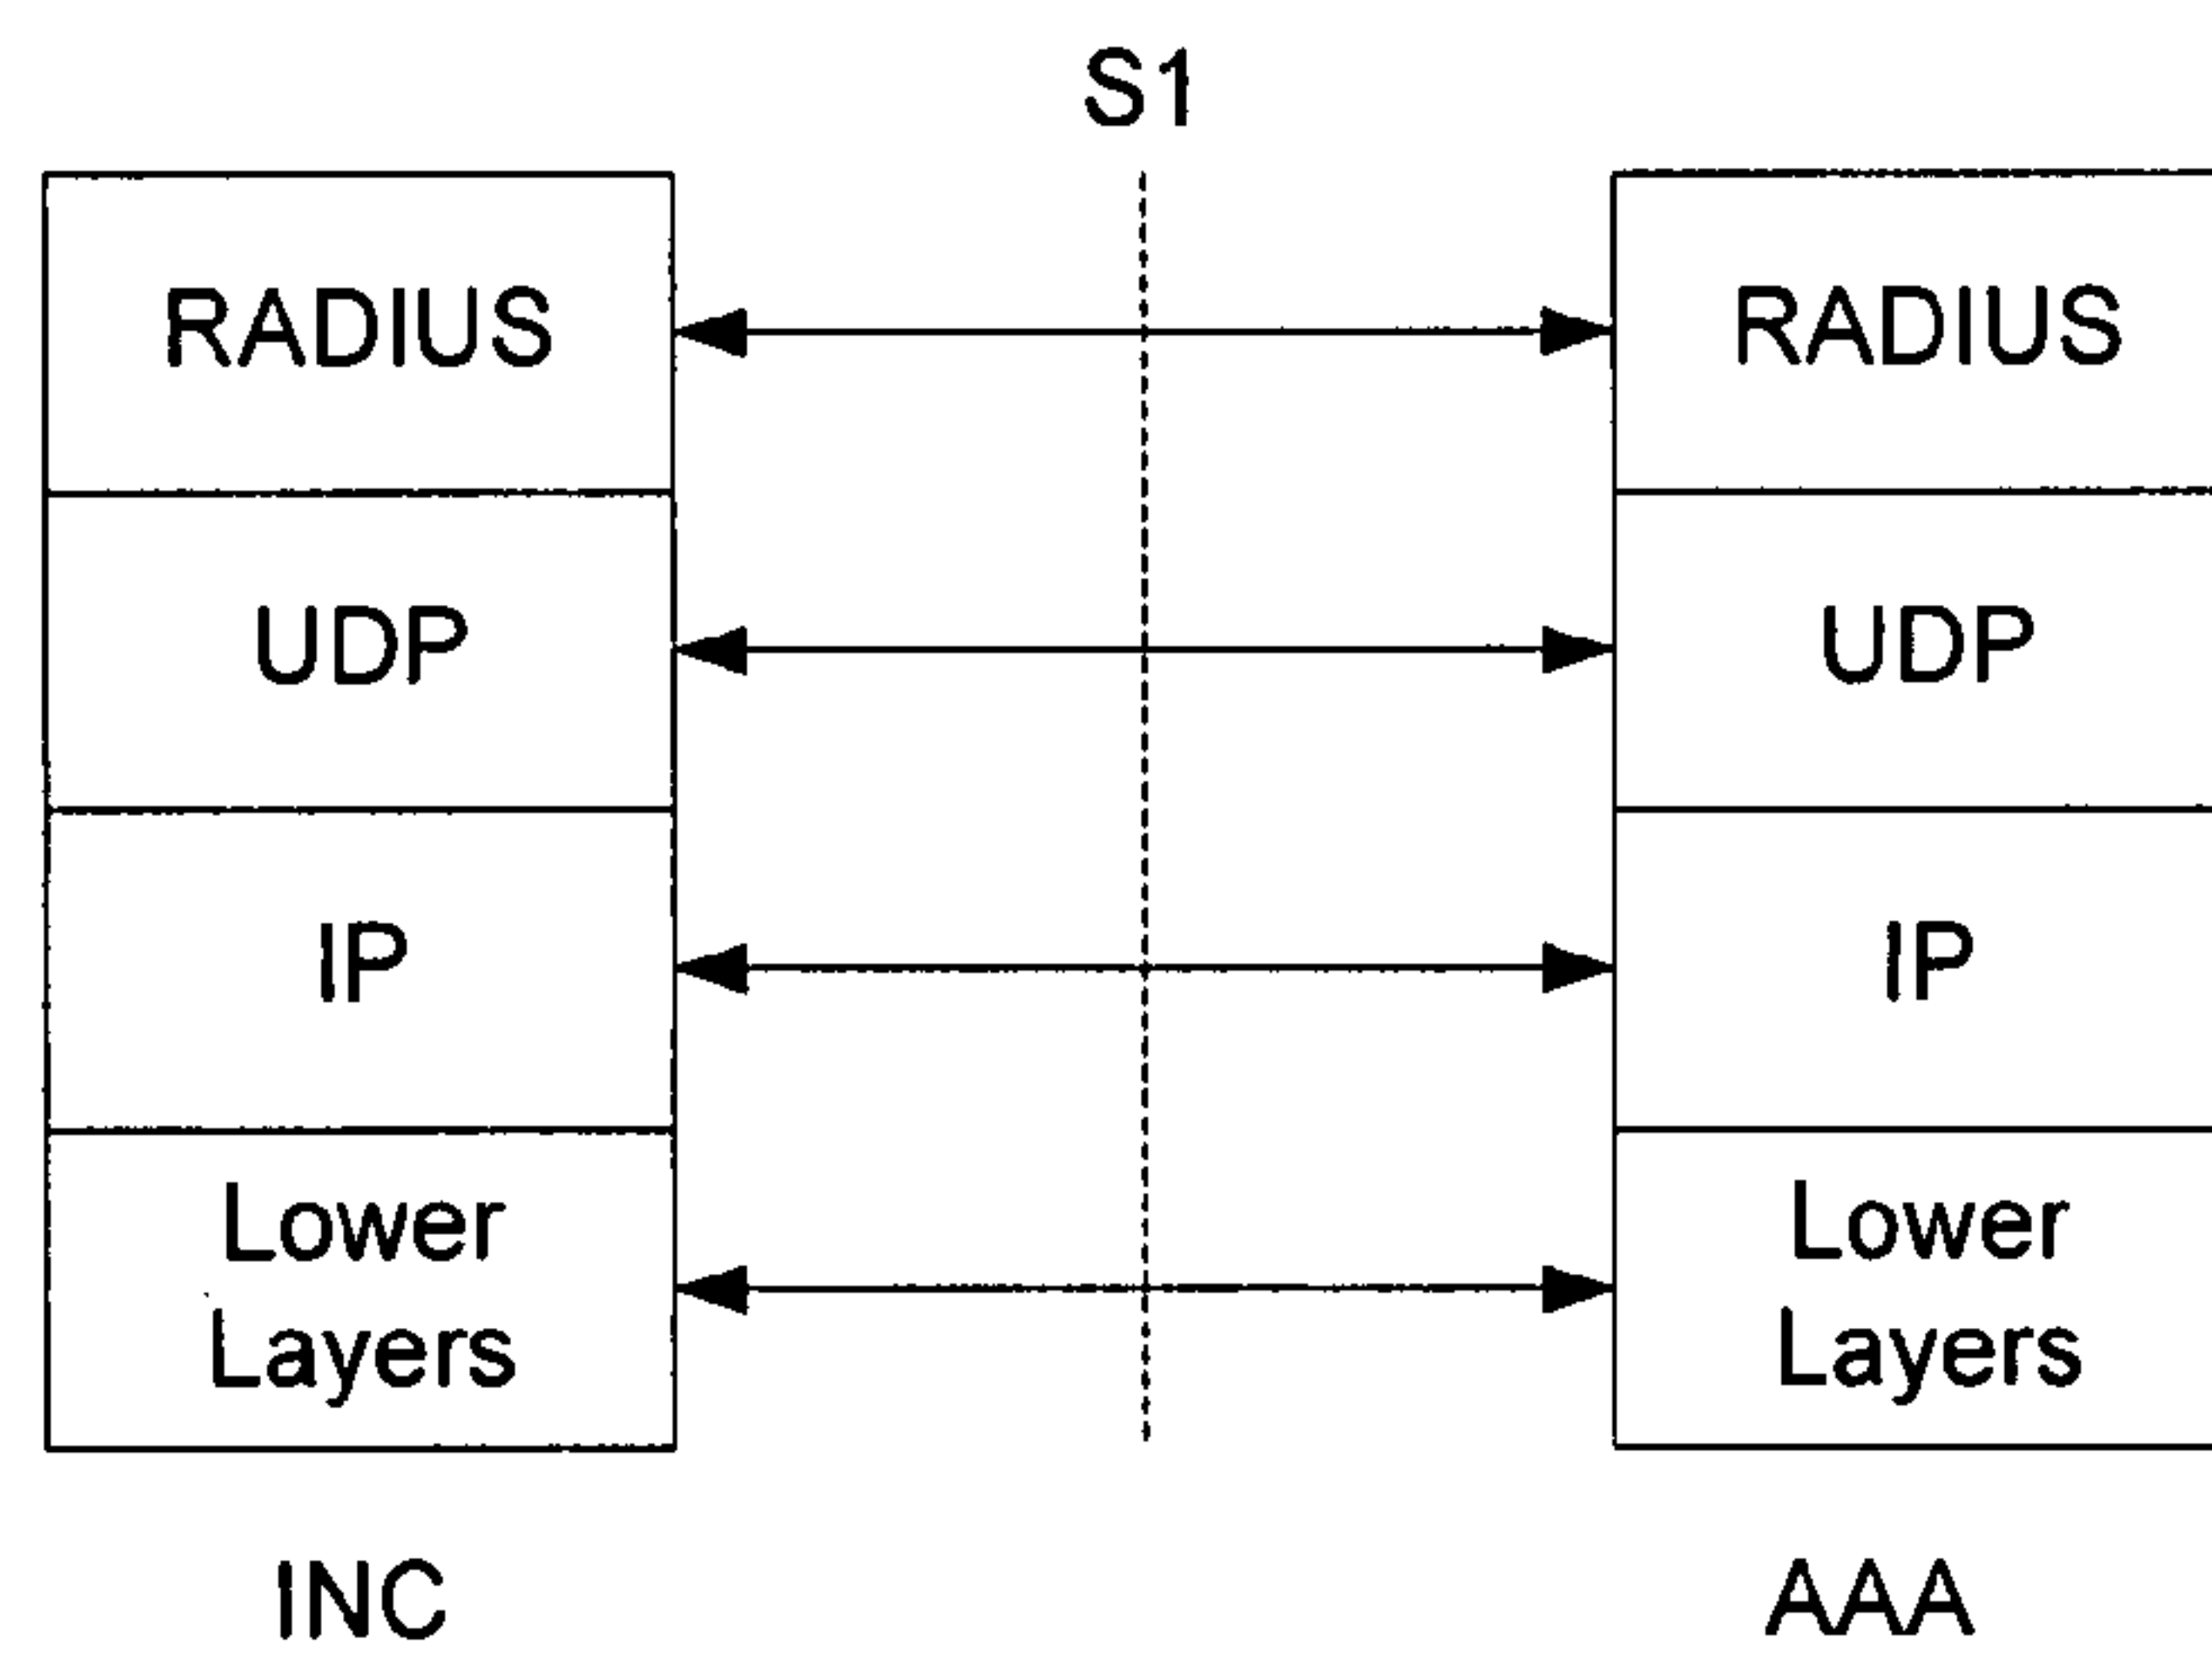 S1
RADIUS
RADIUS
UDP
UDP
IP
IP
Lower
Layers
Lower
Layers
INC
AAA